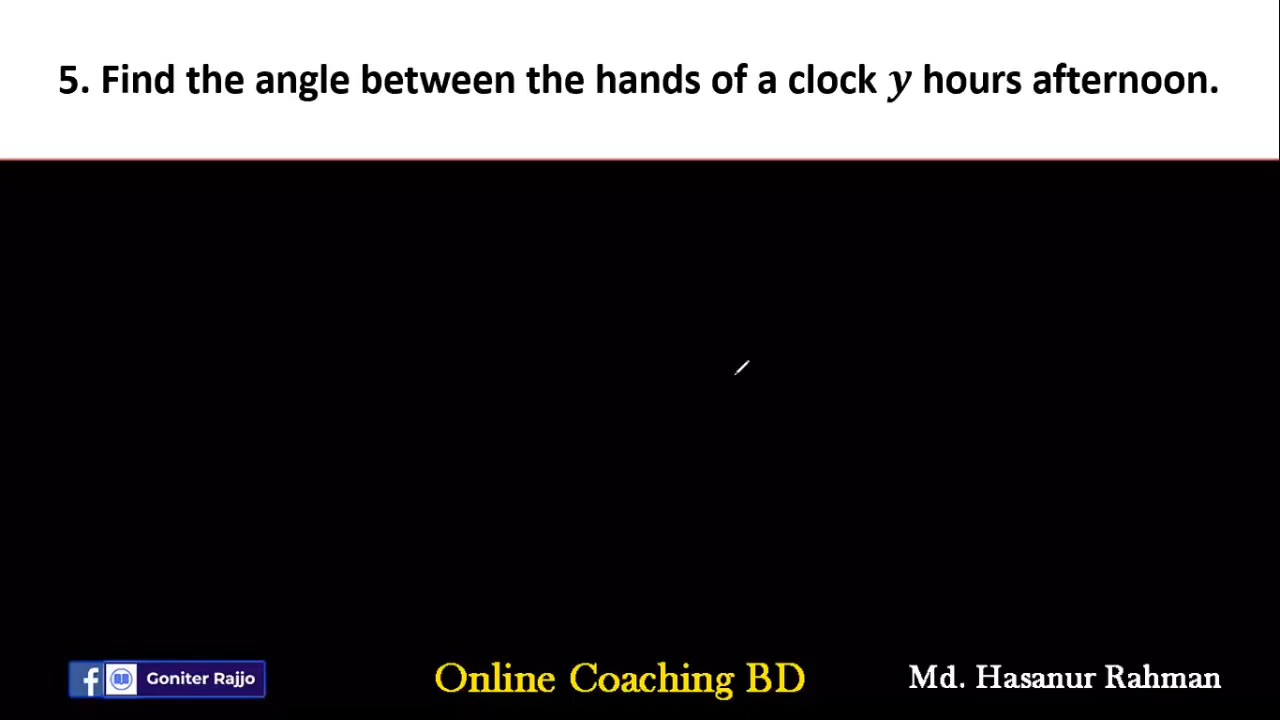 5. Find the angle between the hands of a clock y hours afternoon.
f Goniter Rajjo
Online Coaching BD
Md. Hasanur Rahman